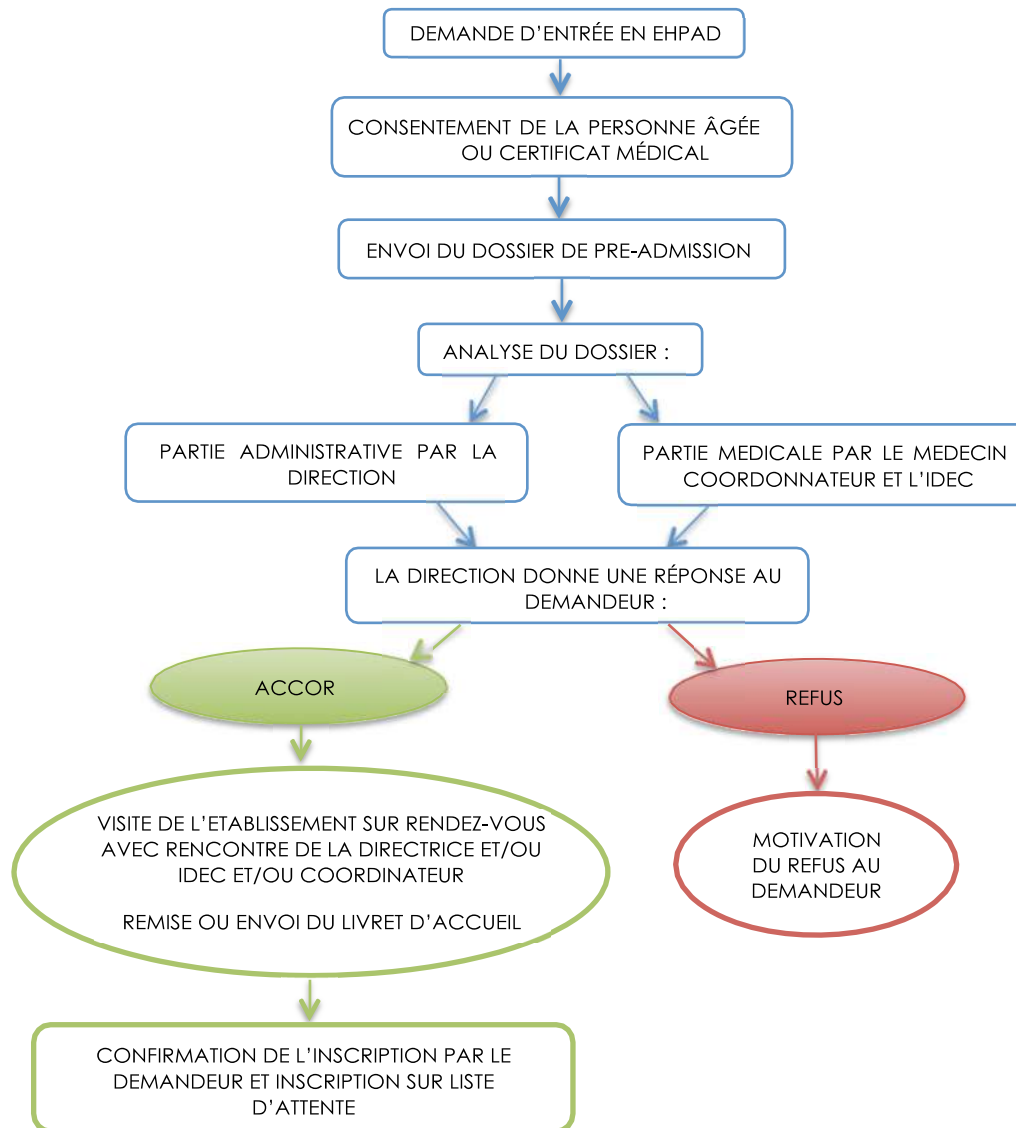 DEMANDE D'ENTRÉE EN EHPAD
CONSENTEMENT DE LA PERSONNE ÂGÉE
OU CERTIFICAT MÉDICAL
ENVOI DU DOSSIER DE PRE-ADMISSION
ANALYSE DU DOSSIER :
PARTIE ADMINISTRATIVE PAR LA
DIRECTION
PARTIE MEDICALE PAR LE MEDECIN
COORDONNATEUR ET L'IDEC
LA DIRECTION DONNE UNE RÉPONSE AU
DEMANDEUR :
ACCOR
REFUS
VISITE DE L'ETABLISSEMENT SUR RENDEZ-VOUS
AVEC RENCONTRE DE LA DIRECTRICE ET/OU
IDEC ET/OU COORDINATEUR
REMISE OU ENVOI DU LIVRET D'ACCUEIL
MOTIVATION
DU REFUS AU
DEMANDEUR
CONFIRMATION DE L'INSCRIPTION PAR LE
DEMANDEUR ET INSCRIPTION SUR LISTE
D'ATTENTE